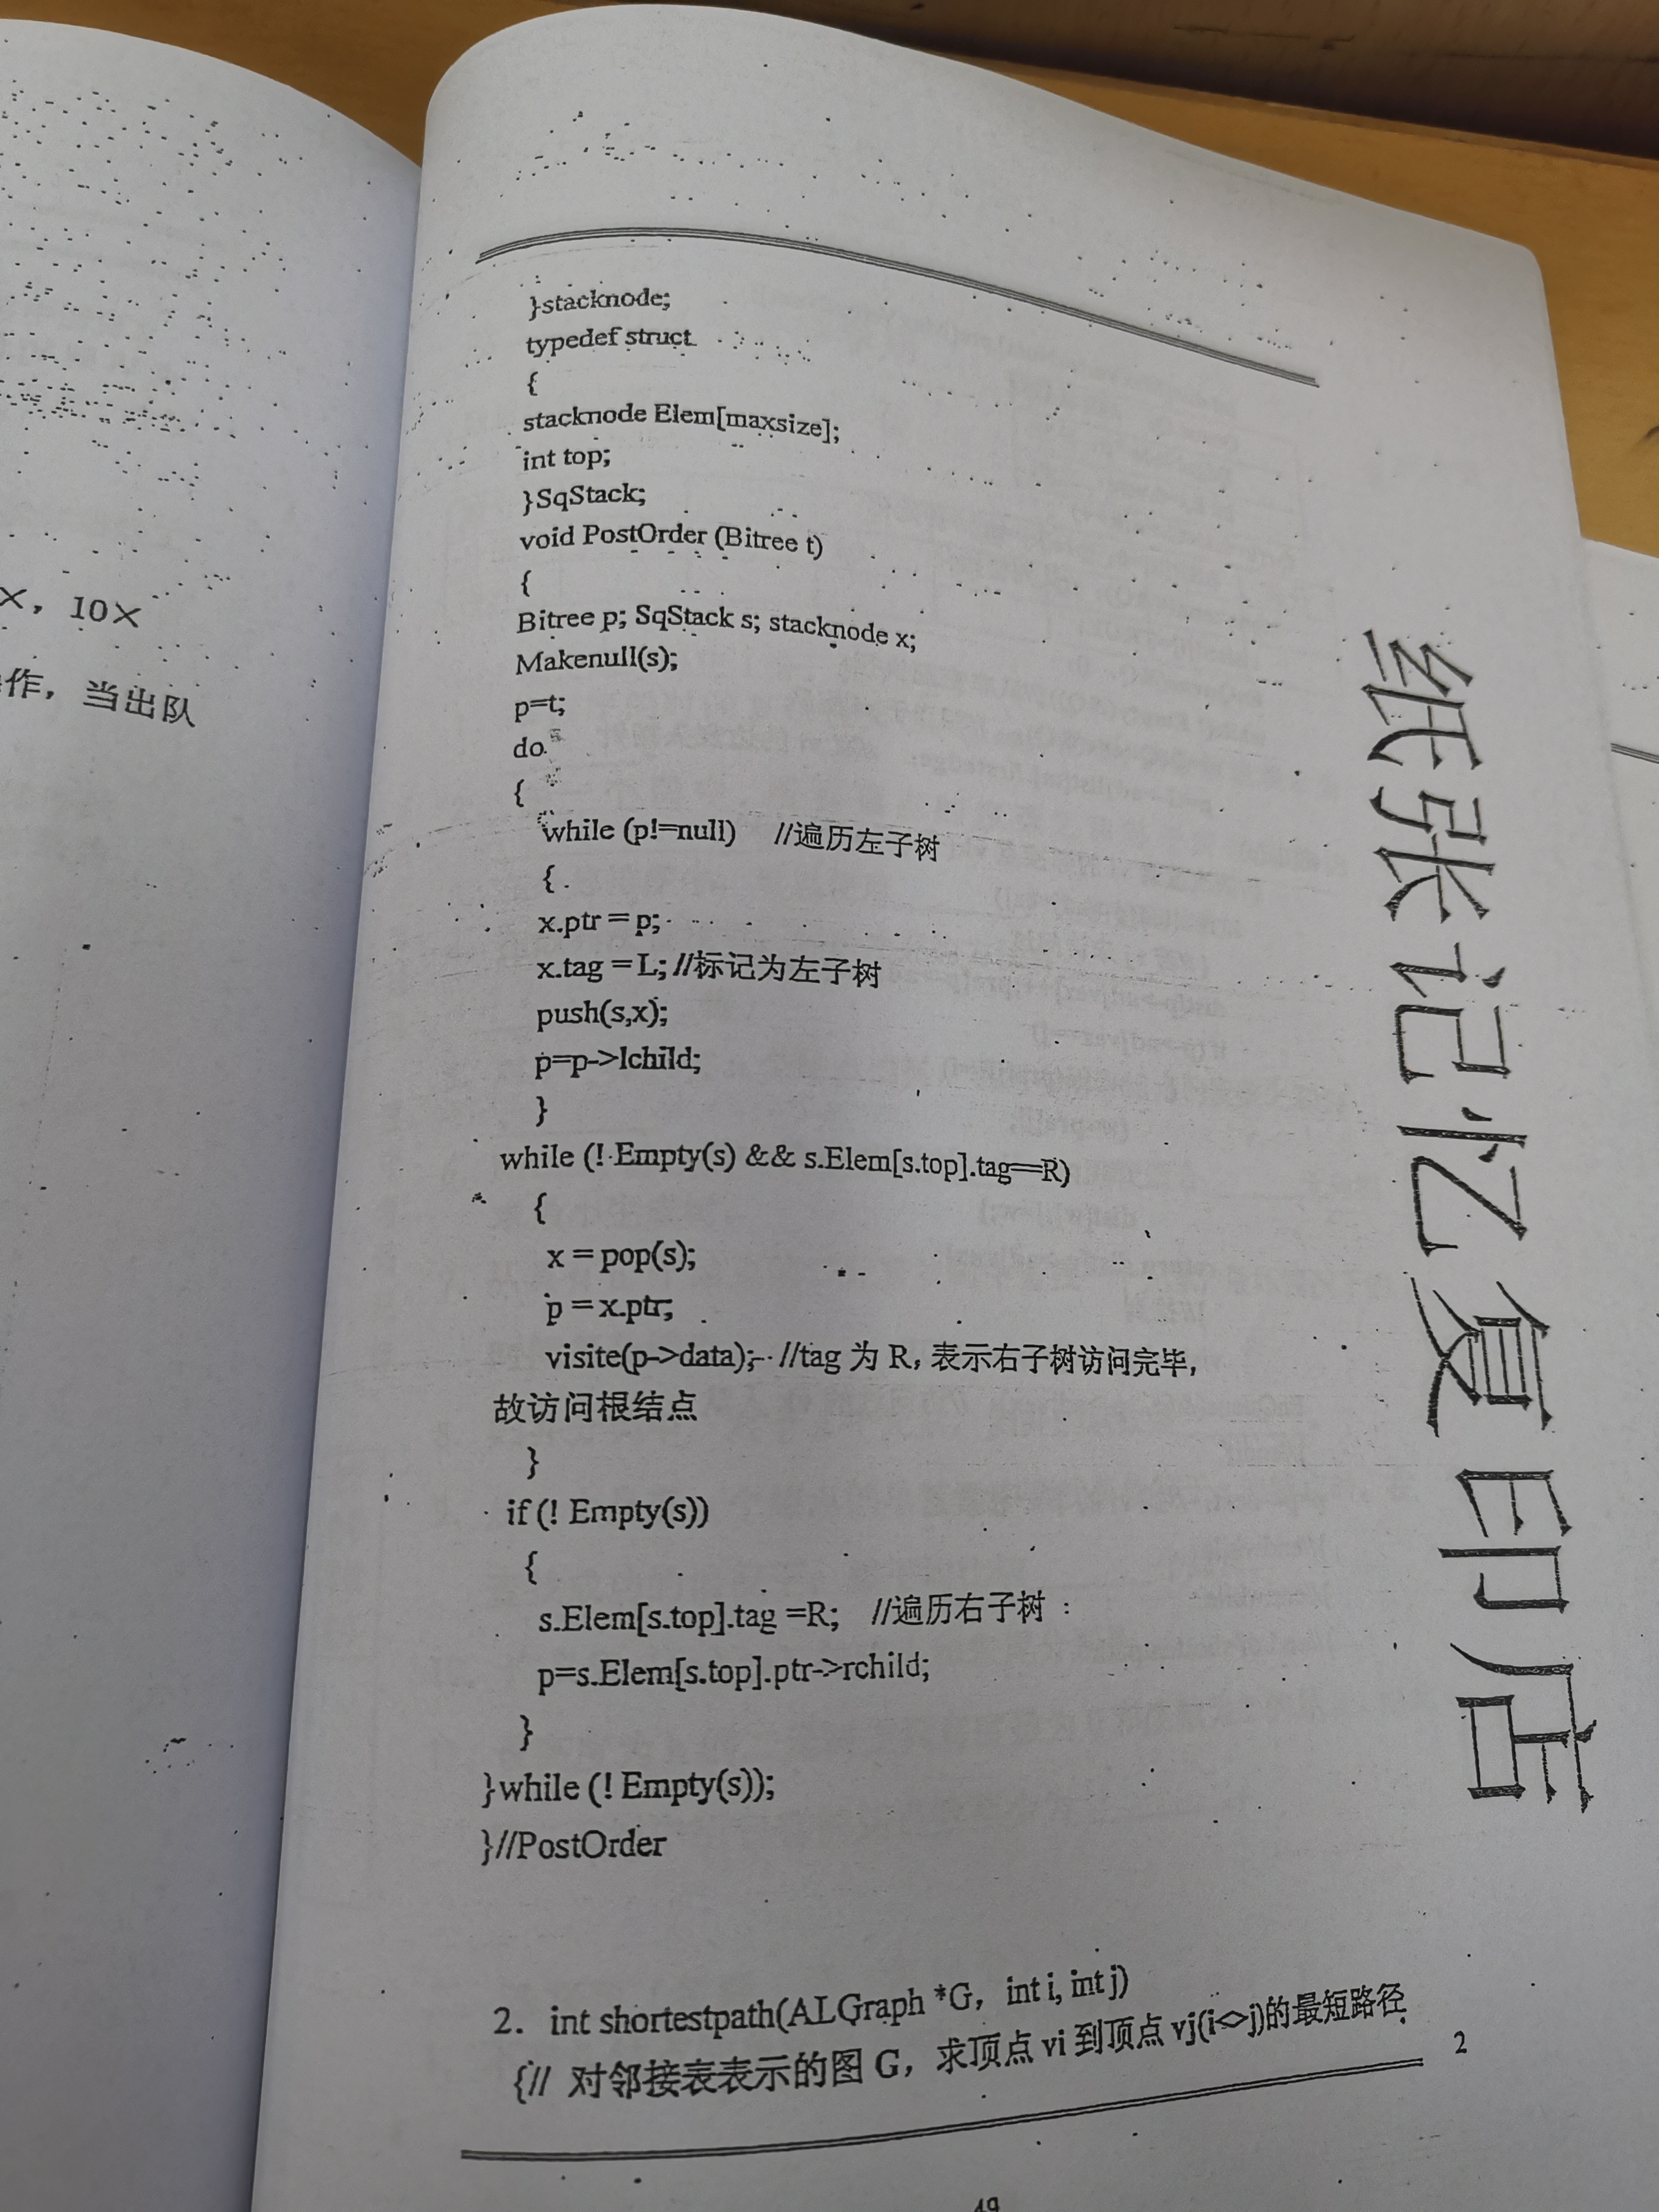 ×，10×
作，当出队
}stacknode;
typedef struct
{
stacknode Elem[maxsize];
int top;
}SqStack;
void PostOrder (Bitree t)
{
Bitree p; SqStack s; stacknode x;
Makenull(s);
p=t;
do
{
while (p!=null) //遍历左子树
{
x.ptr = p;
x.tag = L; //标记为左子树
push(s,x);
p=p->lchild;
}
while (! Empty(s) && s.Elem[s.top].tag==R)
{
x = pop(s);
p = x.ptr;
visite(p->data); //tag 为 R, 表示右子树访问完毕,
故访问根结点
}
if (! Empty(s))
{
s.Elem[s.top].tag =R; //遍历右子树
p=s.Elem[s.top].ptr->rchild;
}
}while (! Empty(s));
}//PostOrder
2. int shortestpath(ALGraph *G, int i, int j)
{// 对邻接表表示的图 G，求顶点 vi 到顶点 vj(i<>j)的最短路径
2
纸张记忆复印店